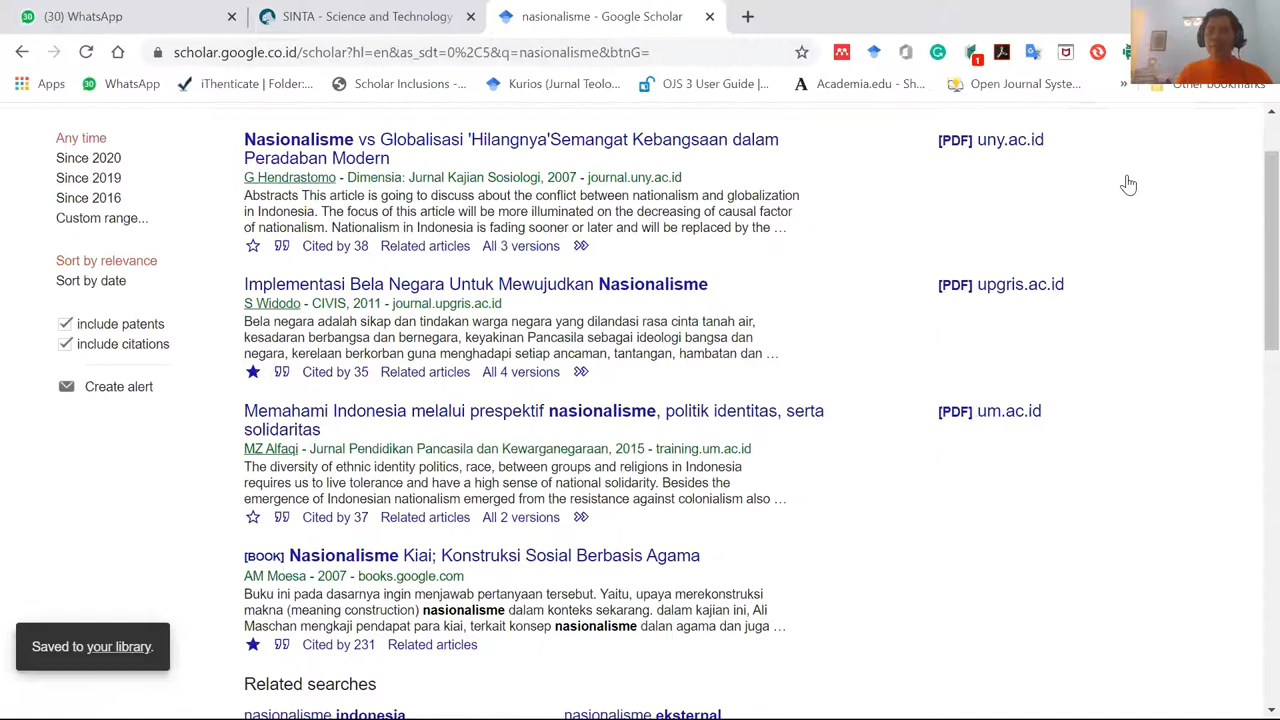 30 (30) WhatsApp
SINTA - Science and Technology
nasionalisme - Google Scholar
scholar.google.co.id/scholar?hl=en&as_sdt=0%2C5&q=nasionalisme&btnG=
1
Apps
30 WhatsApp
iThenticate | Folder:...
Scholar Inclusions -...
Kurios (Jurnal Teolo...
OJS 3 User Guide |...
Academia.edu - Sh...
Open Journal Syste...
»
Other bookmarks
Any time
Since 2020
Since 2019
Since 2016
Custom range...
Sort by relevance
Sort by date
include patents
include citations
Create alert
Nasionalisme vs Globalisasi 'Hilangnya'Semangat Kebangsaan dalam
Peradaban Modern
G Hendrastomo - Dimensia: Jurnal Kajian Sosiologi, 2007 - journal.uny.ac.id
Abstracts This article is going to discuss about the conflict between nationalism and globalization
in Indonesia. The focus of this article will be more illuminated on the decreasing of causal factor
of nationalism. Nationalism in Indonesia is fading sooner or later and will be replaced by the …
Cited by 38 Related articles All 3 versions
[PDF] uny.ac.id
Implementasi Bela Negara Untuk Mewujudkan Nasionalisme
S Widodo - CIVIS, 2011 - journal.upgris.ac.id
Bela negara adalah sikap dan tindakan warga negara yang dilandasi rasa cinta tanah air,
kesadaran berbangsa dan bernegera, keyakinan Pancasila sebagai ideologi bangsa dan
negara, kerelaan berkorban guna menghadapi setiap ancaman, tantangan, hambatan dan …
Cited by 35 Related articles All 4 versions
[PDF] upgris.ac.id
Memahami Indonesia melalui prespektif nasionalisme, politik identitas, serta
solidaritas
MZ Alfaqi - Jurnal Pendidikan Pancasila dan Kewarganegaraan, 2015 - training.um.ac.id
The diversity of ethnic identity politics, race, between groups and religions in Indonesia
requires us to live tolerance and have a high sense of national solidarity. Besides the
emergence of Indonesian nationalism emerged from the resistance against colonialism also …
Cited by 37 Related articles All 2 versions
[PDF] um.ac.id
[BOOK] Nasionalisme Kiai; Konstruksi Sosial Berbasis Agama
AM Moesa - 2007 - books.google.com
Buku ini pada dasarnya ingin menjawab pertanyaan tersebut. Yaitu, upaya merekonstruksi
makna (meaning construction) nasionalisme dalam konteks sekarang. dalam kajian ini, Ali
Maschan mengkaji pendapat para kiai, terkait konsep nasionalisme dalan agama dan juga …
Cited by 231 Related articles
Saved to your library.
Related searches
nasionalisme indonesia
nasionalisme eksternal